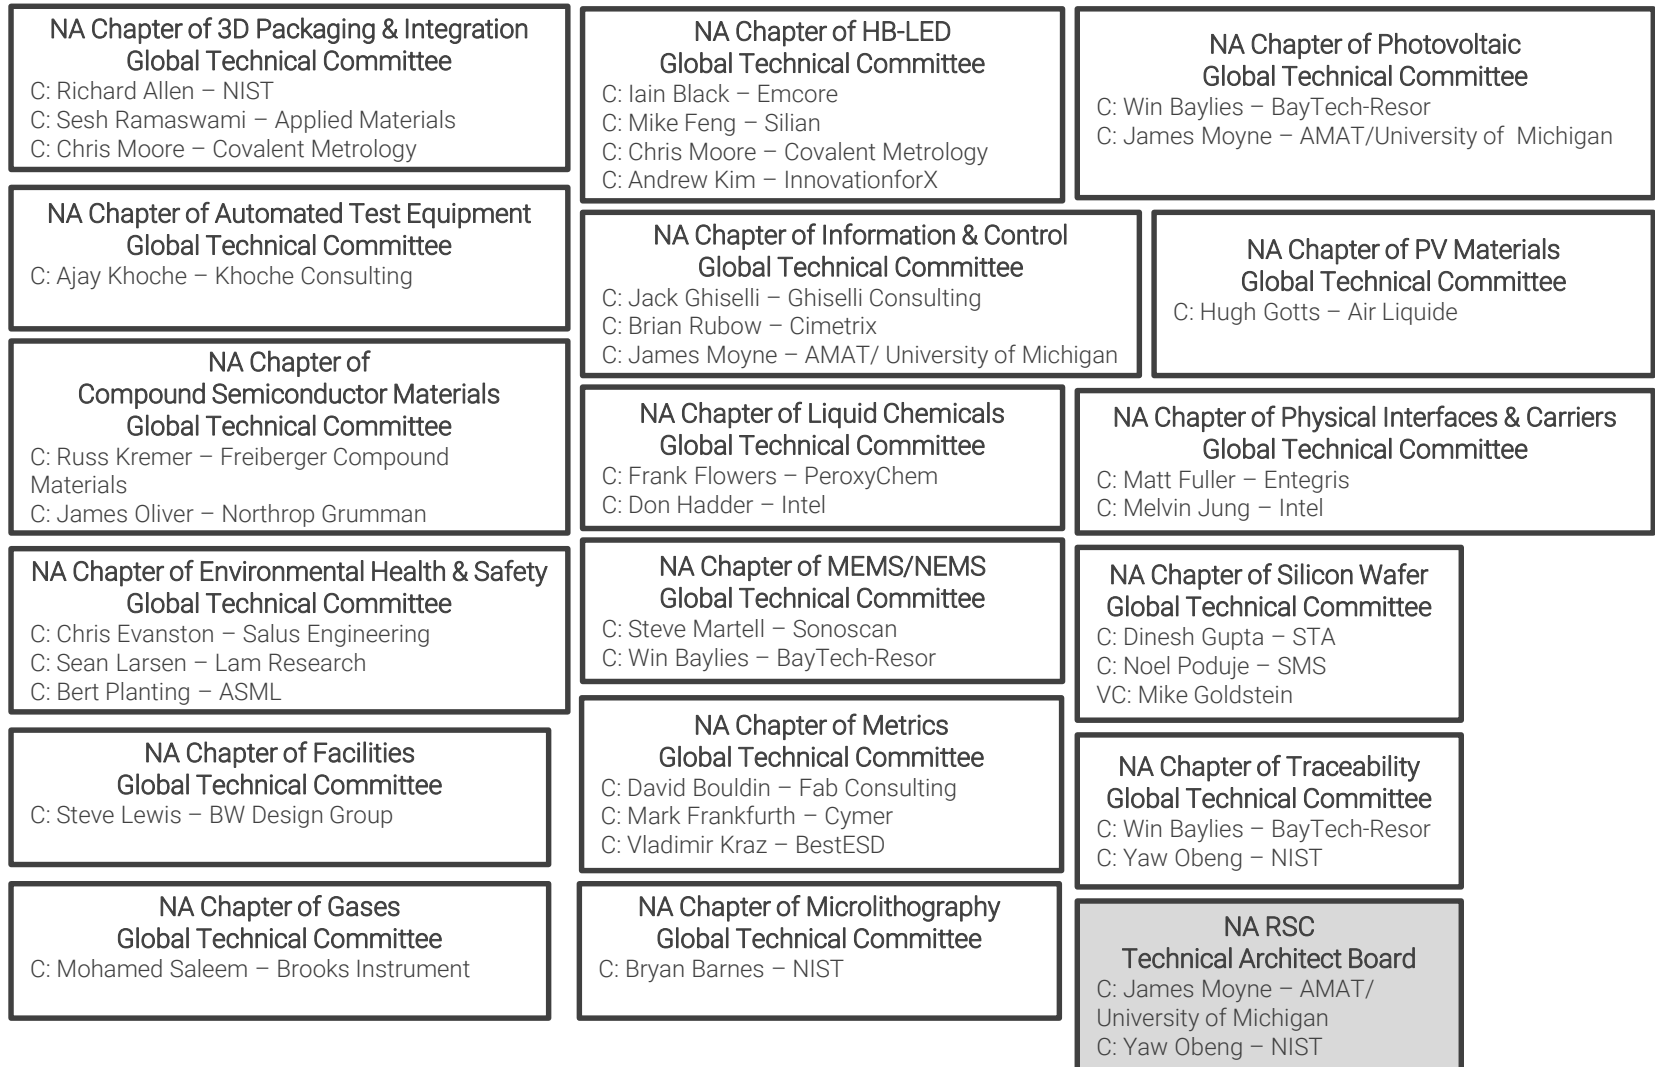 NA Chapter of 3D Packaging & Integration
Global Technical Committee
C: Richard Allen – NIST
C: Sesh Ramaswami – Applied Materials
C: Chris Moore – Covalent Metrology
NA Chapter of Automated Test Equipment
Global Technical Committee
C: Ajay Khoche – Khoche Consulting
NA Chapter of
Compound Semiconductor Materials
Global Technical Committee
C: Russ Kremer – Freiberger Compound
Materials
C: James Oliver – Northrop Grumman
NA Chapter of Environmental Health & Safety
Global Technical Committee
C: Chris Evanston – Salus Engineering
C: Sean Larsen – Lam Research
C: Bert Planting – ASML
NA Chapter of Facilities
Global Technical Committee
C: Steve Lewis – BW Design Group
NA Chapter of Gases
Global Technical Committee
C: Mohamed Saleem – Brooks Instrument
NA Chapter of HB-LED
Global Technical Committee
C: Iain Black – Emcore
C: Mike Feng – Silian
C: Chris Moore – Covalent Metrology
C: Andrew Kim – InnovationforX
NA Chapter of Information & Control
Global Technical Committee
C: Jack Ghiselli – Ghiselli Consulting
C: Brian Rubow – Cimetrix
C: James Moyne – AMAT/ University of Michigan
NA Chapter of Liquid Chemicals
Global Technical Committee
C: Frank Flowers – PeroxyChem
C: Don Hadder – Intel
NA Chapter of MEMS/NEMS
Global Technical Committee
C: Steve Martell – Sonoscan
C: Win Baylies – BayTech-Resor
NA Chapter of Metrics
Global Technical Committee
C: David Bouldin – Fab Consulting
C: Mark Frankfurth – Cymer
C: Vladimir Kraz – BestESD
NA Chapter of Microlithography
Global Technical Committee
C: Bryan Barnes – NIST
NA Chapter of Photovoltaic
Global Technical Committee
C: Win Baylies – BayTech-Resor
C: James Moyne – AMAT/University of Michigan
NA Chapter of PV Materials
Global Technical Committee
C: Hugh Gotts – Air Liquide
NA Chapter of Physical Interfaces & Carriers
Global Technical Committee
C: Matt Fuller – Entegris
C: Melvin Jung – Intel
NA Chapter of Silicon Wafer
Global Technical Committee
C: Dinesh Gupta – STA
C: Noel Poduje – SMS
VC: Mike Goldstein
NA Chapter of Traceability
Global Technical Committee
C: Win Baylies – BayTech-Resor
C: Yaw Obeng – NIST
NA RSC
Technical Architect Board
C: James Moyne – AMAT/
University of Michigan
C: Yaw Obeng – NIST